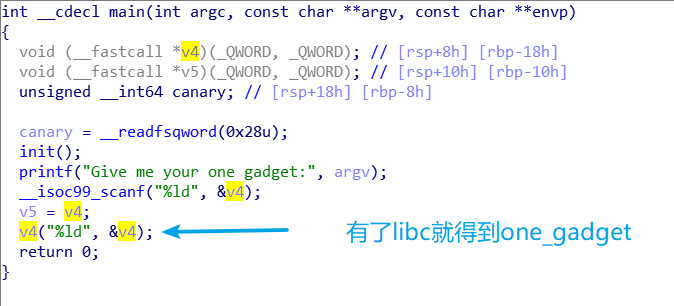 int __cdecl main(int argc, const char **argv, const char **envp)
{
  void (__fastcall *v4)(_QWORD, _QWORD); // [rsp+8h] [rbp-18h]
  void (__fastcall *v5)(_QWORD, _QWORD); // [rsp+10h] [rbp-10h]
  unsigned __int64 canary; // [rsp+18h] [rbp-8h]

  canary = __readfsqword(0x28u);
  init();
  printf("Give me your one gadget:", argv);
  __isoc99_scanf("%ld", &v4);
  v5 = v4;
  v4("%ld", &v4);
有了libc就得到one_gadget
  return 0;
}